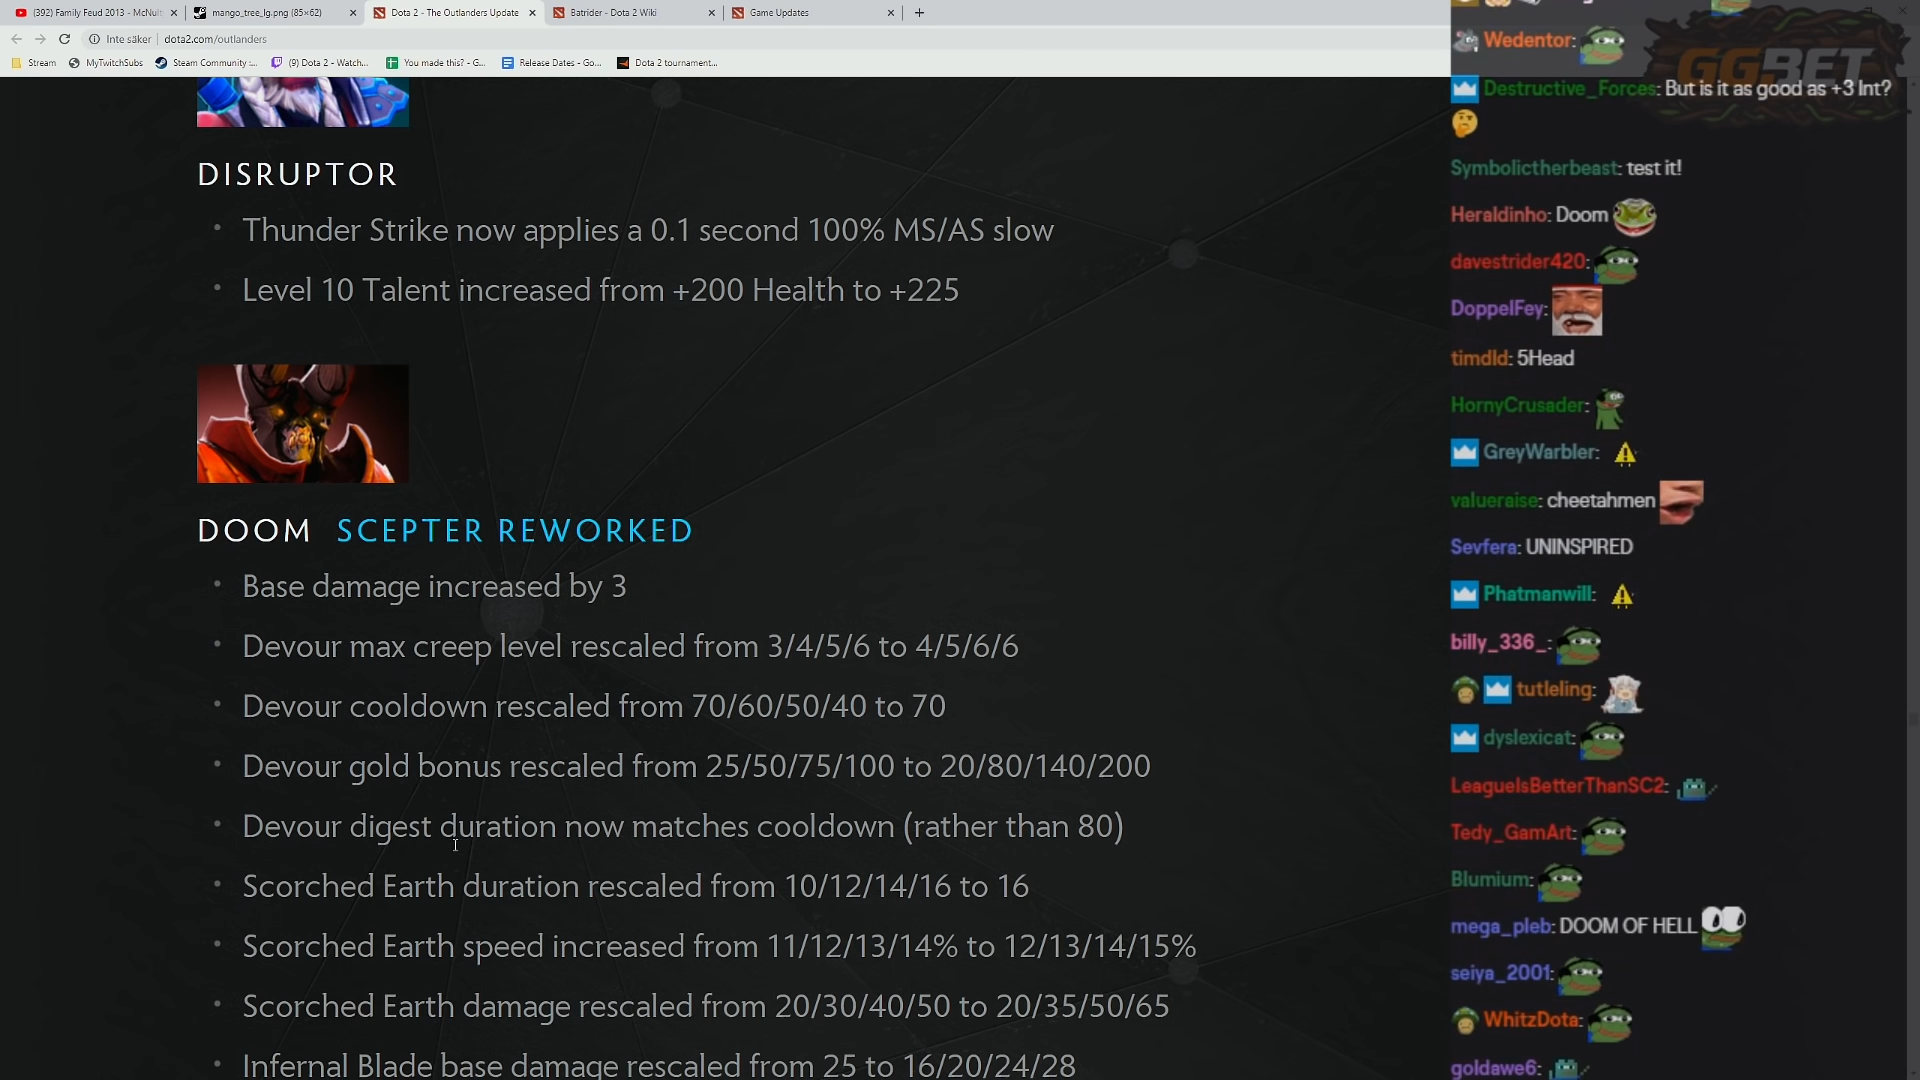 (392) Family Feud 2013 - McNul
mango_tree_lg.png (85×62)
Dota 2 - The Outlanders Update
Batrider - Dota 2 Wiki
Game Updates
Inte säker | dota2.com/outlanders
Stream
MyTwitchSubs
Steam Community :...
(9) Dota 2 - Watch...
You made this? - G...
Release Dates - Go...
Dota 2 tournament...
DISRUPTOR
• Thunder Strike now applies a 0.1 second 100% MS/AS slow
• Level 10 Talent increased from +200 Health to +225
DOOM SCEPTER REWORKED
• Base damage increased by 3
• Devour max creep level rescaled from 3/4/5/6 to 4/5/6/6
• Devour cooldown rescaled from 70/60/50/40 to 70
• Devour gold bonus rescaled from 25/50/75/100 to 20/80/140/200
• Devour digest duration now matches cooldown (rather than 80)
• Scorched Earth duration rescaled from 10/12/14/16 to 16
• Scorched Earth speed increased from 11/12/13/14% to 12/13/14/15%
• Scorched Earth damage rescaled from 20/30/40/50 to 20/35/50/65
Infernal Blade base damage rescaled from 25 to 16/20/24/28
GG.BET
Wedentor:
Destructive_Forces: But is it as good as +3 Int?
Symbolictherbeast: test it!
Heraldinho: Doom
davestrider420:
DoppelFey:
timdld: 5Head
HornyCrusader:
GreyWarbler:
valueraise: cheetahmen
Sevfera: UNINSPIRED
Phatmanwill:
billy_336_:
tutleling:
dyslexicat:
LeagueIsBetterThanSC2:
Tedy_GamArt:
Blumium:
mega_pleb: DOOM OF HELL
seiya_2001:
WhitzDota:
goldawe6: